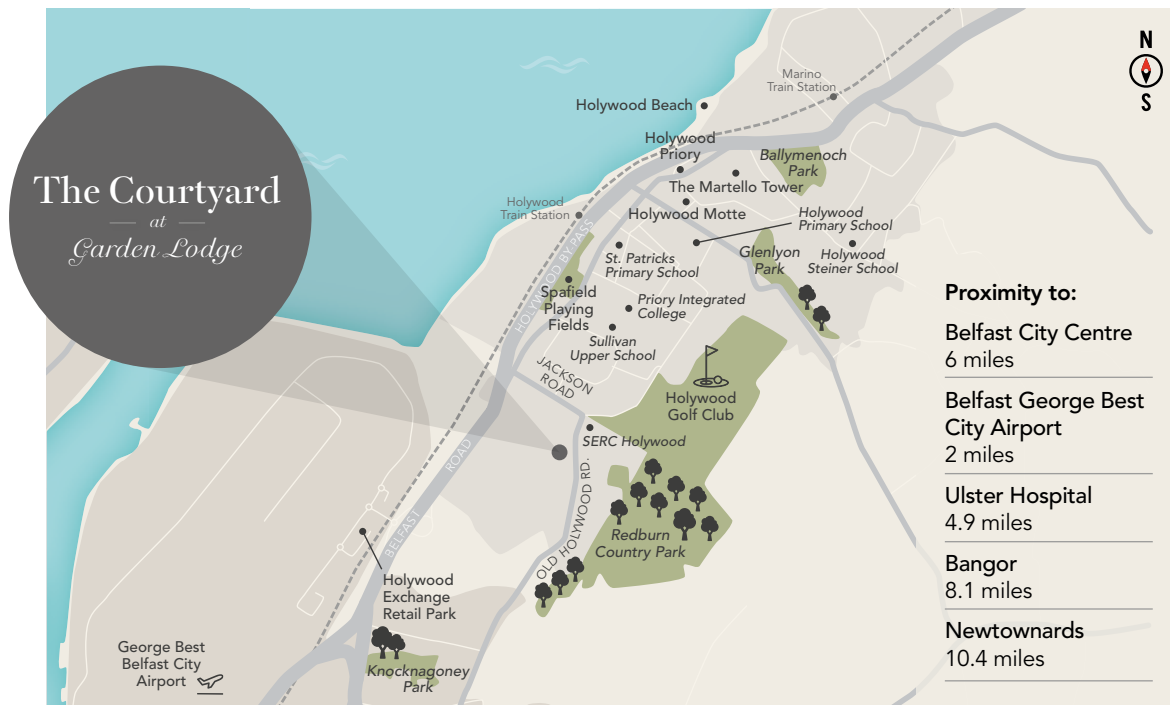 N
S
The Courtyard
at
Garden Lodge
Marino
Train Station
Holywood Beach
Holywood
Priory
Ballymenoch
Park
The Martello Tower
Holywood
Train Station
Holywood Motte
Holywood
Primary School
HOLYWOOD BY-PASS
St. Patricks
Primary School
Glenlyon
Park
Holywood
Steiner School
Spafield
Playing
Fields
Priory Integrated
College
Sullivan
Upper School
JACKSON
ROAD
Holywood
Golf Club
SERC Holywood
BELFAST ROAD
OLD HOLYWOOD RD.
Redburn
Country Park
Holywood
Exchange
Retail Park
George Best
Belfast City
Airport
Knocknagoney
Park
Proximity to:
Belfast City Centre
6 miles
Belfast George Best
City Airport
2 miles
Ulster Hospital
4.9 miles
Bangor
8.1 miles
Newtownards
10.4 miles